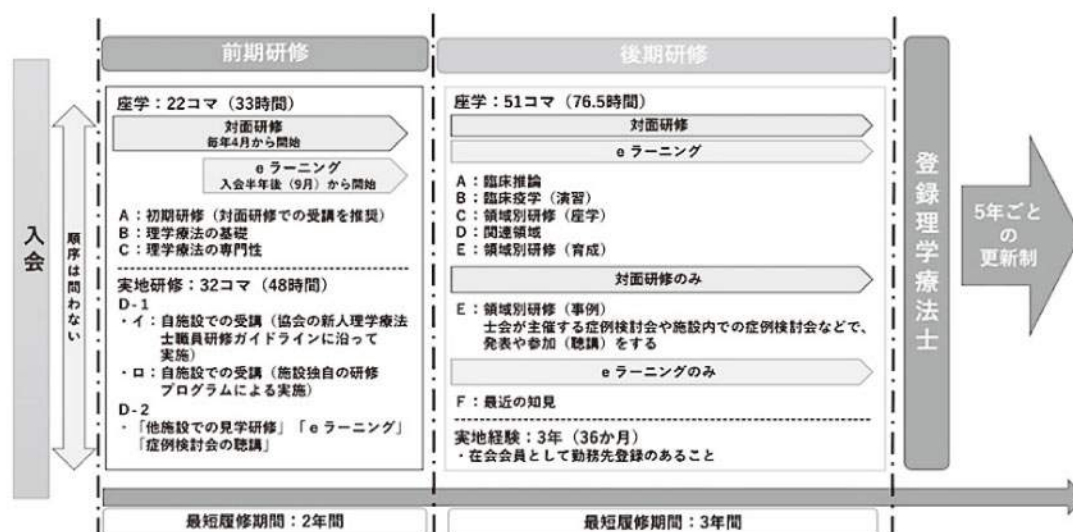 入会
順序は問わない
前期研修
座学：22コマ（33時間）
対面研修
毎年4月から開始
eラーニング
入会半年後（9月）から開始
A：初期研修（対面研修での受講を推奨）
B：理学療法の基礎
C：理学療法の専門性
実地研修：32コマ（48時間）
D-1
・イ：自施設での受講（協会の新人理学療法
士職員研修ガイドラインに沿って
実施）
・ロ：自施設での受講（施設独自の研修
プログラムによる実施）
D-2
・「他施設での見学研修」「eラーニング」
「症例検討会の聴講」
最短履修期間：2年間
後期研修
座学：51コマ（76.5時間）
対面研修
eラーニング
A：臨床推論
B：臨床疫学（演習）
C：領域別研修（座学）
D：関連領域
E：領域別研修（育成）
対面研修のみ
E：領域別研修（事例）
士会が主催する症例検討会や施設内での症例検討会などで、
発表や参加（聴講）をする
eラーニングのみ
F：最近の知見
実地経験：3年（36か月）
・在会会員として勤務先登録のあること
最短履修期間：3年間
登録理学療法士
5年ごと
の
更新制